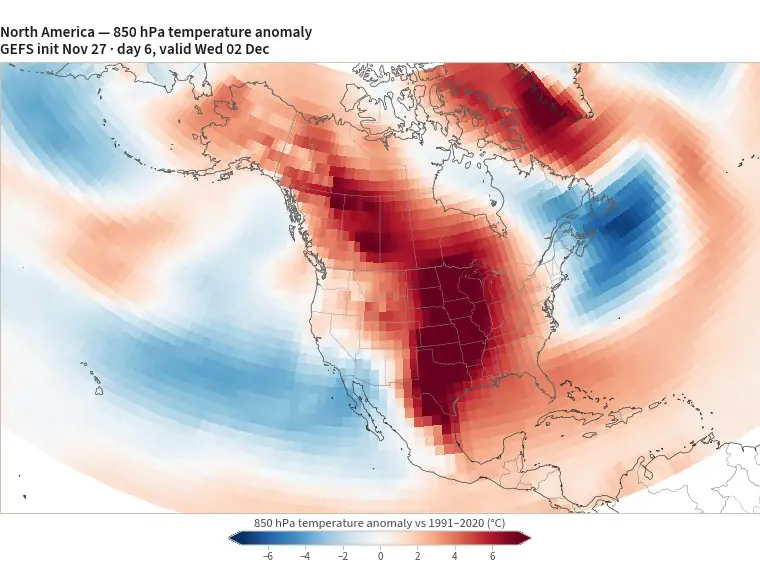 North America — 850 hPa temperature anomaly
GEFS init Nov 27 · day 6, valid Wed 02 Dec
850 hPa temperature anomaly vs 1991–2020 (°C)
−6 −4 −2 0 2 4 6